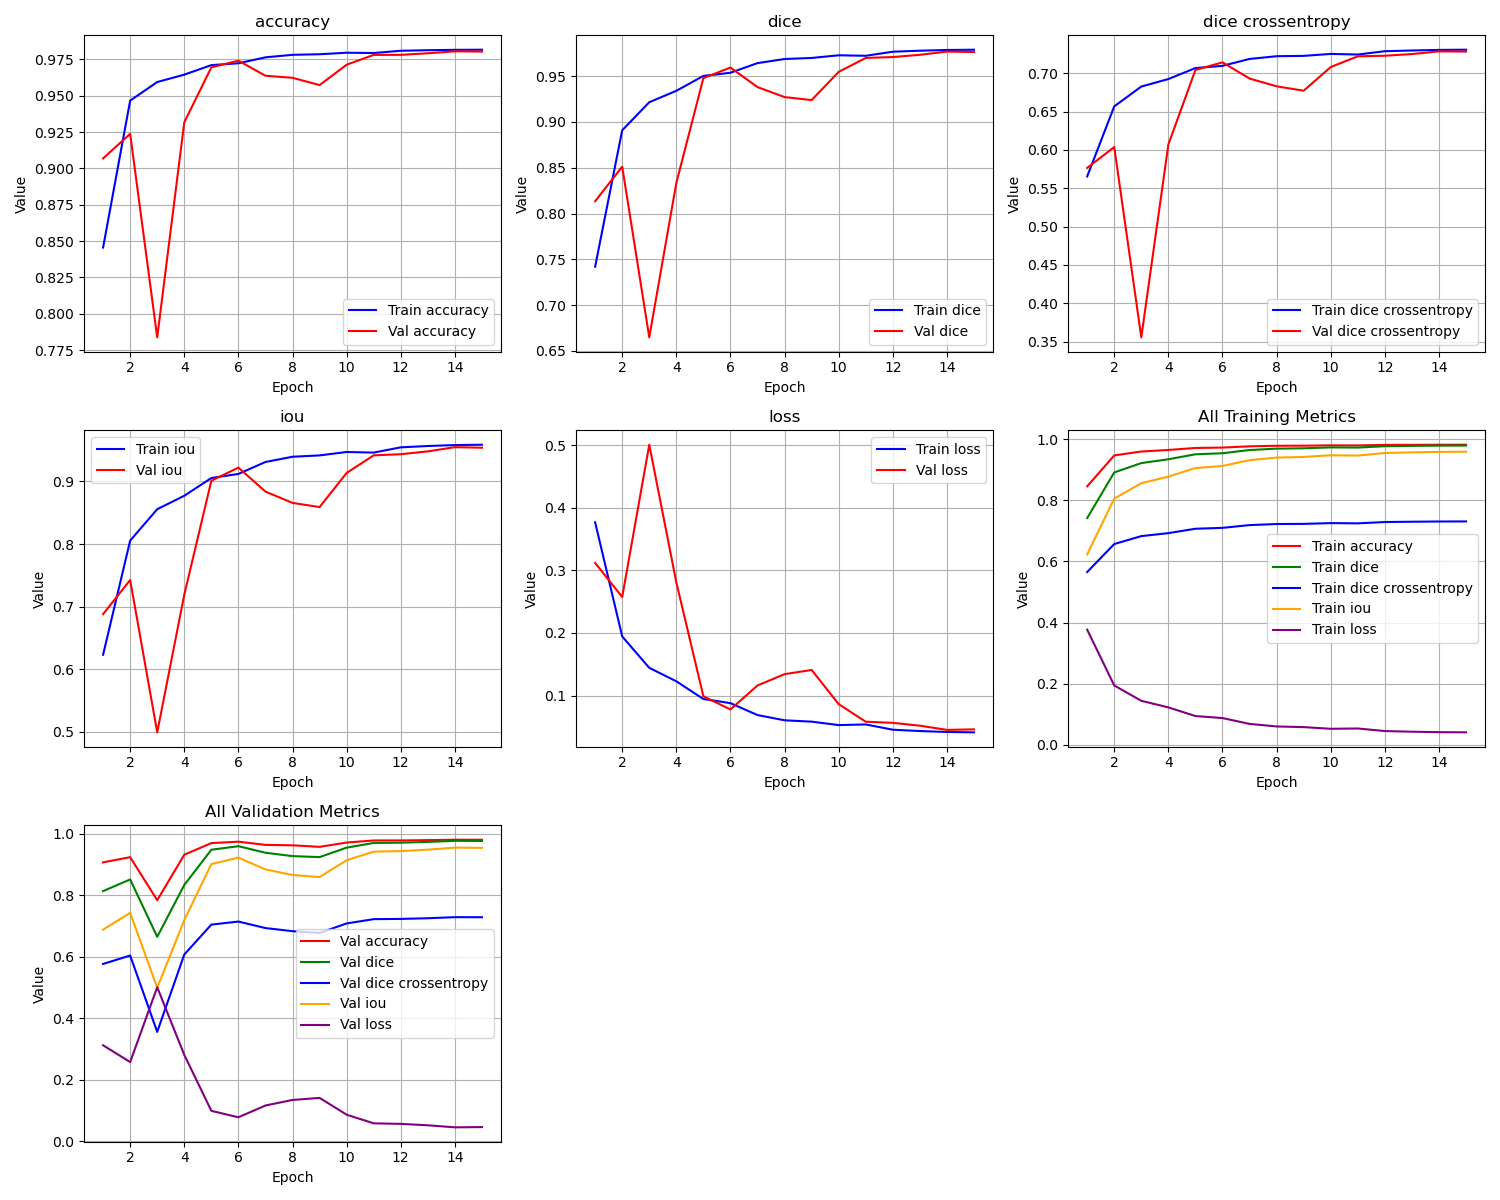 accuracy
Value
0.975
0.950
0.925
0.900
0.875
0.850
0.825
0.800
0.775
Train accuracy
Val accuracy
2 4 6 8 10 12 14
Epoch
dice
Value
0.95
0.90
0.85
0.80
0.75
0.70
0.65
Train dice
Val dice
2 4 6 8 10 12 14
Epoch
dice crossentropy
Value
0.70
0.65
0.60
0.55
0.50
0.45
0.40
0.35
Train dice crossentropy
Val dice crossentropy
2 4 6 8 10 12 14
Epoch
iou
Value
Train iou
Val iou
0.9
0.8
0.7
0.6
0.5
2 4 6 8 10 12 14
Epoch
loss
Value
Train loss
Val loss
0.5
0.4
0.3
0.2
0.1
2 4 6 8 10 12 14
Epoch
All Training Metrics
Value
1.0
0.8
0.6
0.4
0.2
0.0
Train accuracy
Train dice
Train dice crossentropy
Train iou
Train loss
2 4 6 8 10 12 14
Epoch
All Validation Metrics
Value
1.0
0.8
0.6
0.4
0.2
0.0
Val accuracy
Val dice
Val dice crossentropy
Val iou
Val loss
2 4 6 8 10 12 14
Epoch